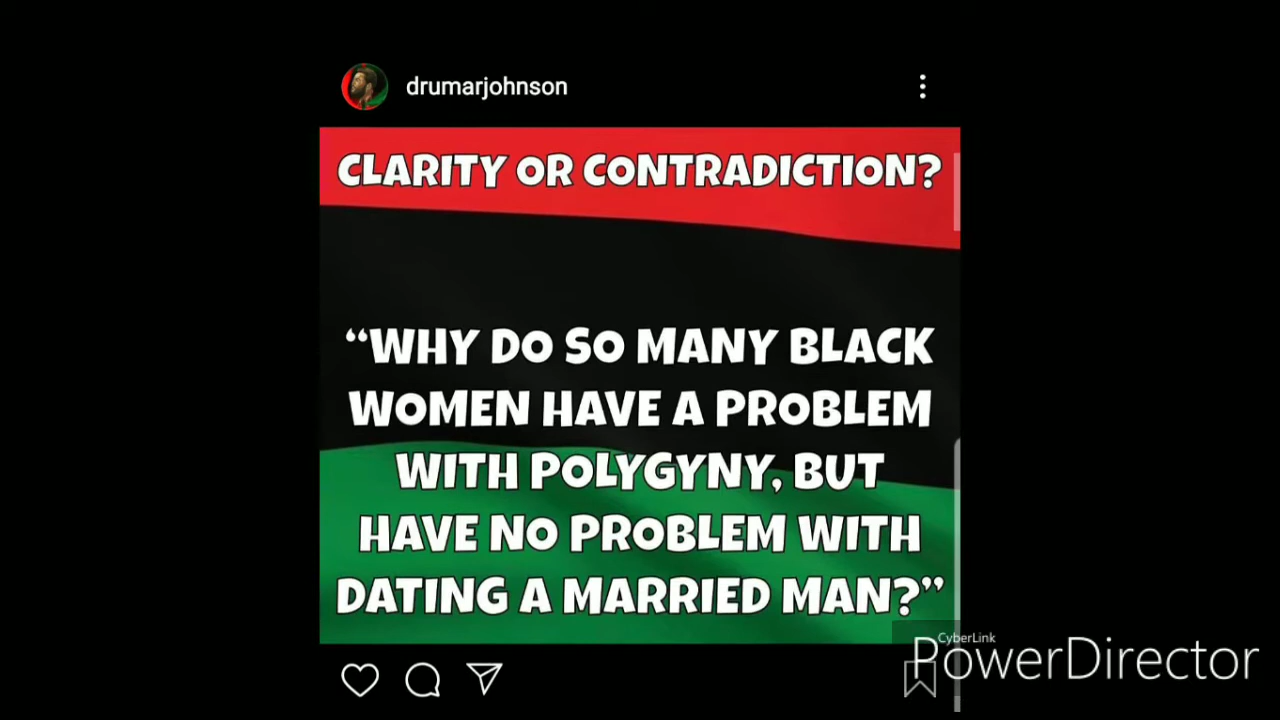 drumarjohnson
CLARITY OR CONTRADICTION?
“WHY DO SO MANY BLACK
WOMEN HAVE A PROBLEM
WITH POLYGYNY, BUT
HAVE NO PROBLEM WITH
DATING A MARRIED MAN?”
CyberLink
PowerDirector